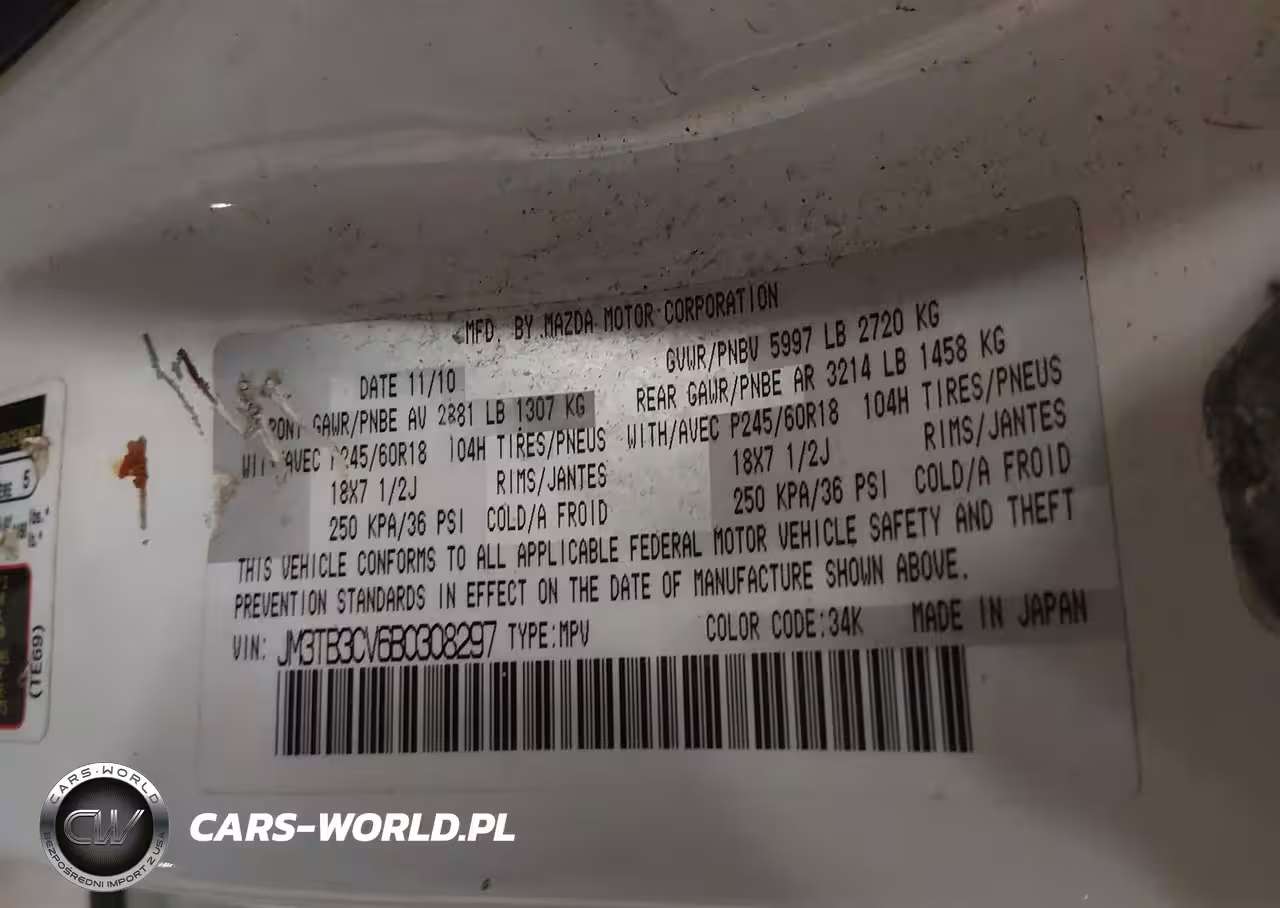 MFD. BY MAZDA MOTOR CORPORATION
DATE 11/10
GVWR/PNBV 5997 LB 2720 KG
GAWR/PNBE AV 2881 LB 1307 KG
REAR GAWR/PNBE AR 3214 LB 1458 KG
P245/60R18 104H TIRES/PNEUS
WITH/AVEC P245/60R18 104H TIRES/PNEUS
18X7 1/2J RIMS/JANTES
18X7 1/2J RIMS/JANTES
250 KPA/36 PSI COLD/A FROID
250 KPA/36 PSI COLD/A FROID
THIS VEHICLE CONFORMS TO ALL APPLICABLE FEDERAL MOTOR VEHICLE SAFETY AND THEFT
PREVENTION STANDARDS IN EFFECT ON THE DATE OF MANUFACTURE SHOWN ABOVE.
VIN: JM3TB3CV6B0308297 TYPE:MPV COLOR CODE:34K MADE IN JAPAN
(TE69)
5
CARS-WORLD
CW
BEZPOŚREDNI IMPORT Z USA
CARS-WORLD.PL